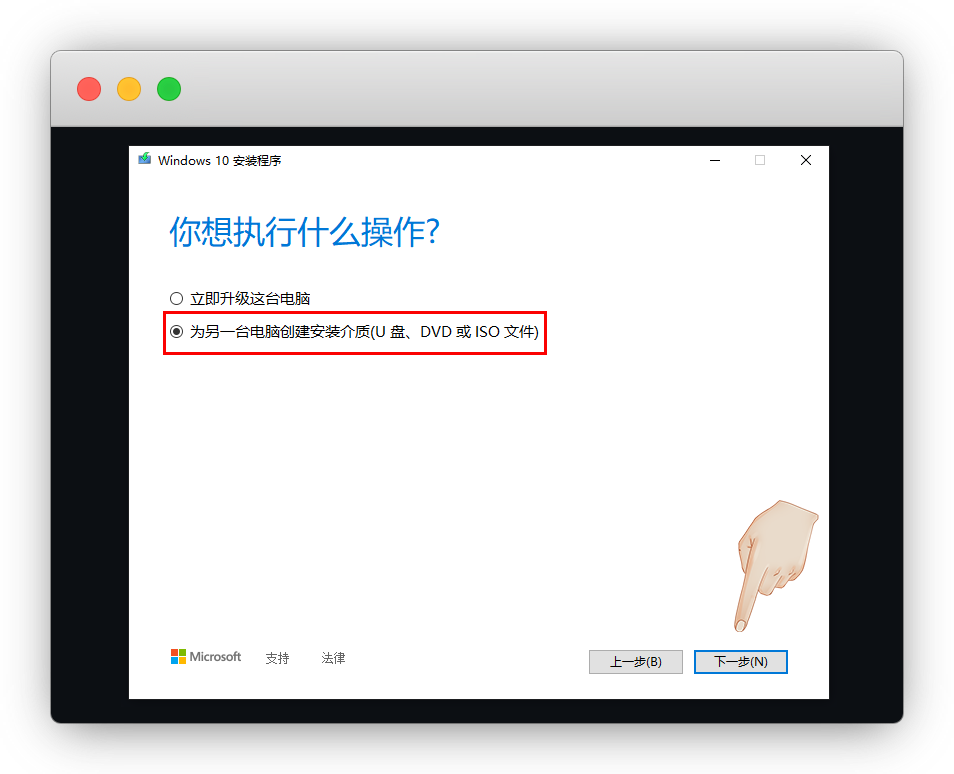 Windows 10 安装程序
你想执行什么操作?
立即升级这台电脑
为另一台电脑创建安装介质(U 盘、DVD 或 ISO 文件)
Microsoft 支持 法律 上一步(B) 下一步(N)